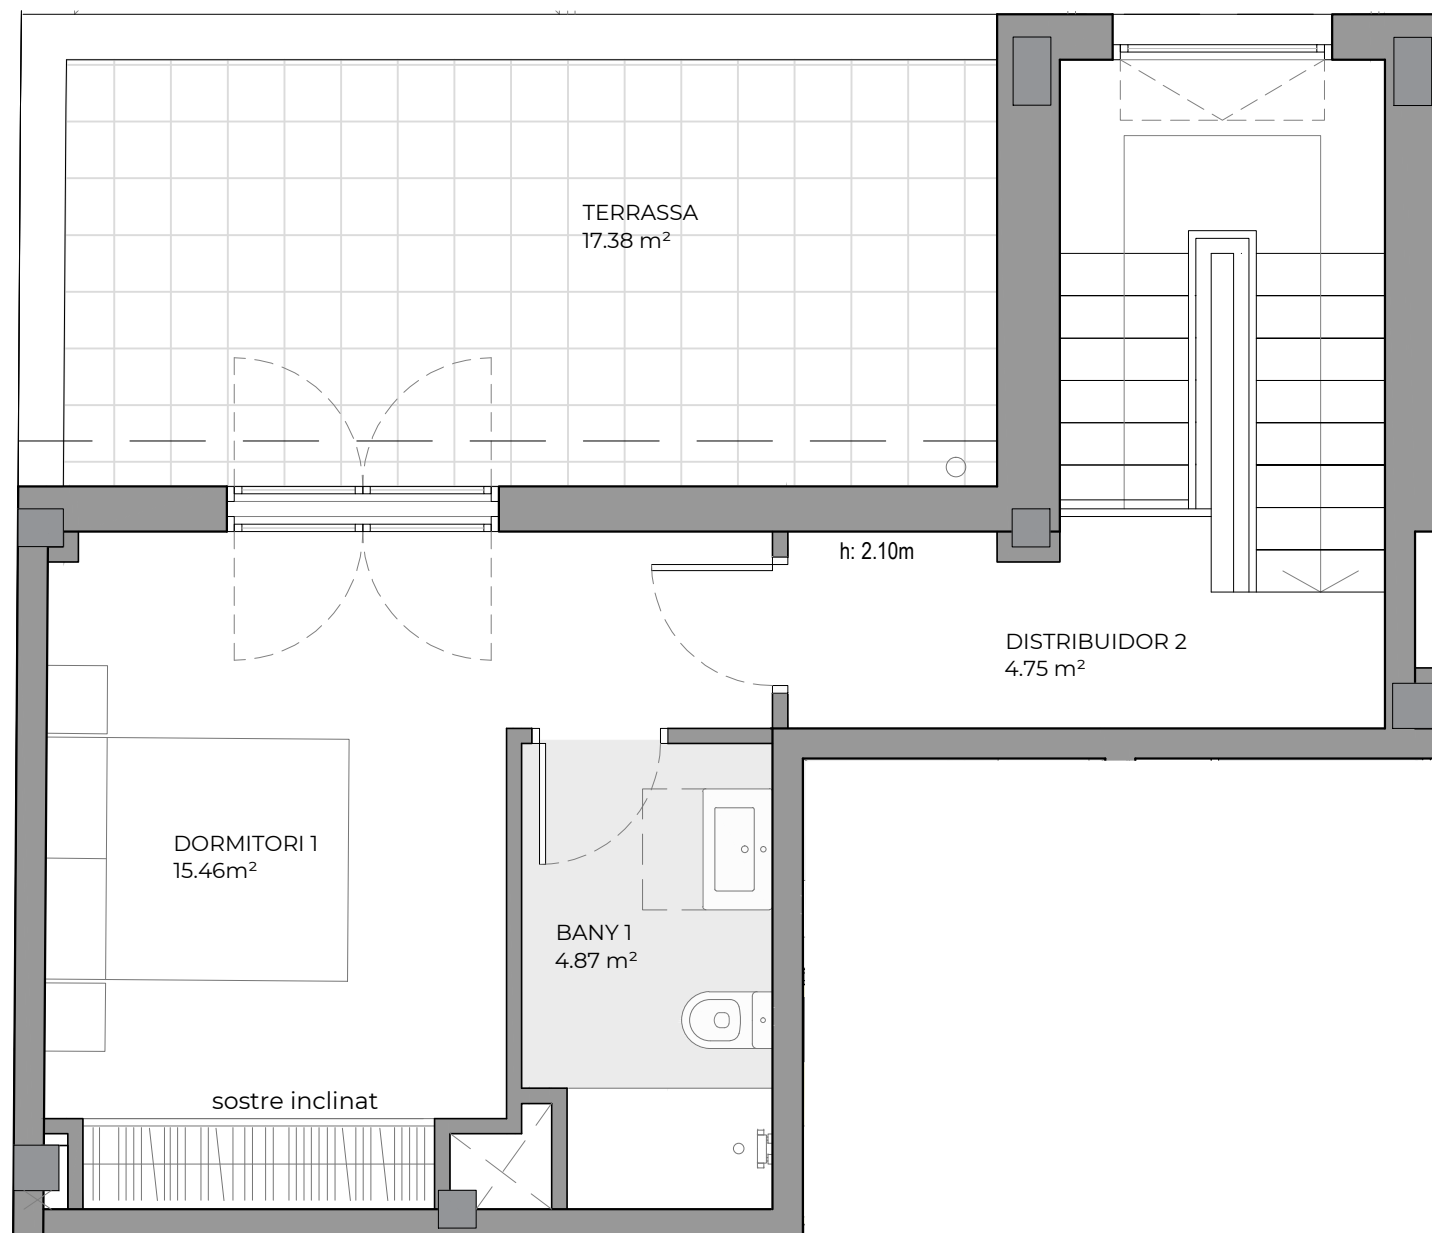 TERRASSA
17.38 m²
h: 2.10m
DISTRIBUIDOR 2
4.75 m²
DORMITORI 1
15.46m²
BANY 1
4.87 m²
sostre inclinat